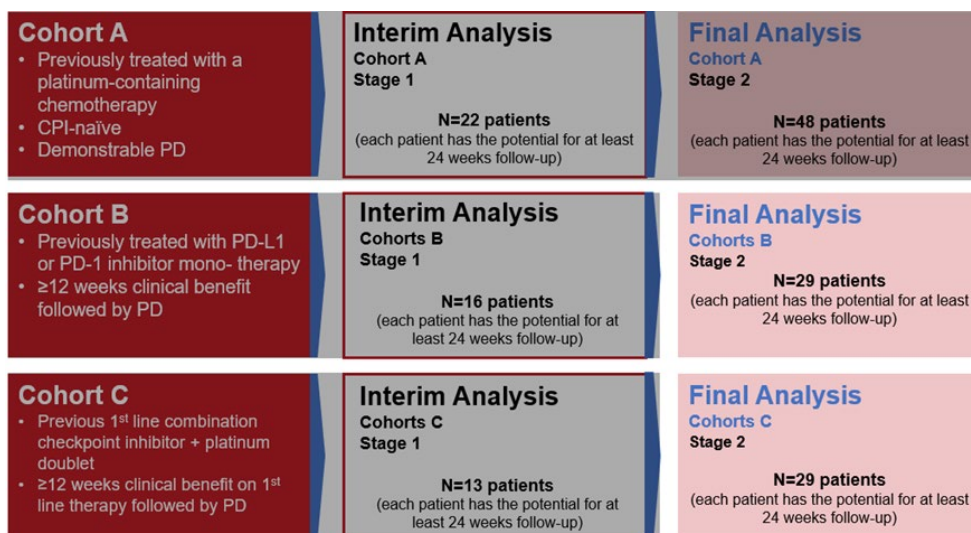 Cohort A
• Previously treated with a
platinum-containing
chemotherapy
• CPI-naïve
• Demonstrable PD
Interim Analysis
Cohort A
Stage 1
N=22 patients
(each patient has the potential for at least
24 weeks follow-up)
Final Analysis
Cohort A
Stage 2
N=48 patients
(each patient has the potential for at least
24 weeks follow-up)
Cohort B
• Previously treated with PD-L1
or PD-1 inhibitor mono- therapy
• ≥12 weeks clinical benefit
followed by PD
Interim Analysis
Cohorts B
Stage 1
N=16 patients
(each patient has the potential for at
least 24 weeks follow-up)
Final Analysis
Cohorts B
Stage 2
N=29 patients
(each patient has the potential for at least
24 weeks follow-up)
Cohort C
• Previous 1st line combination
checkpoint inhibitor + platinum
doublet
• ≥12 weeks clinical benefit on 1st
line therapy followed by PD
Interim Analysis
Cohorts C
Stage 1
N=13 patients
(each patient has the potential for at
least 24 weeks follow-up)
Final Analysis
Cohorts C
Stage 2
N=29 patients
(each patient has the potential for at least
24 weeks follow-up)